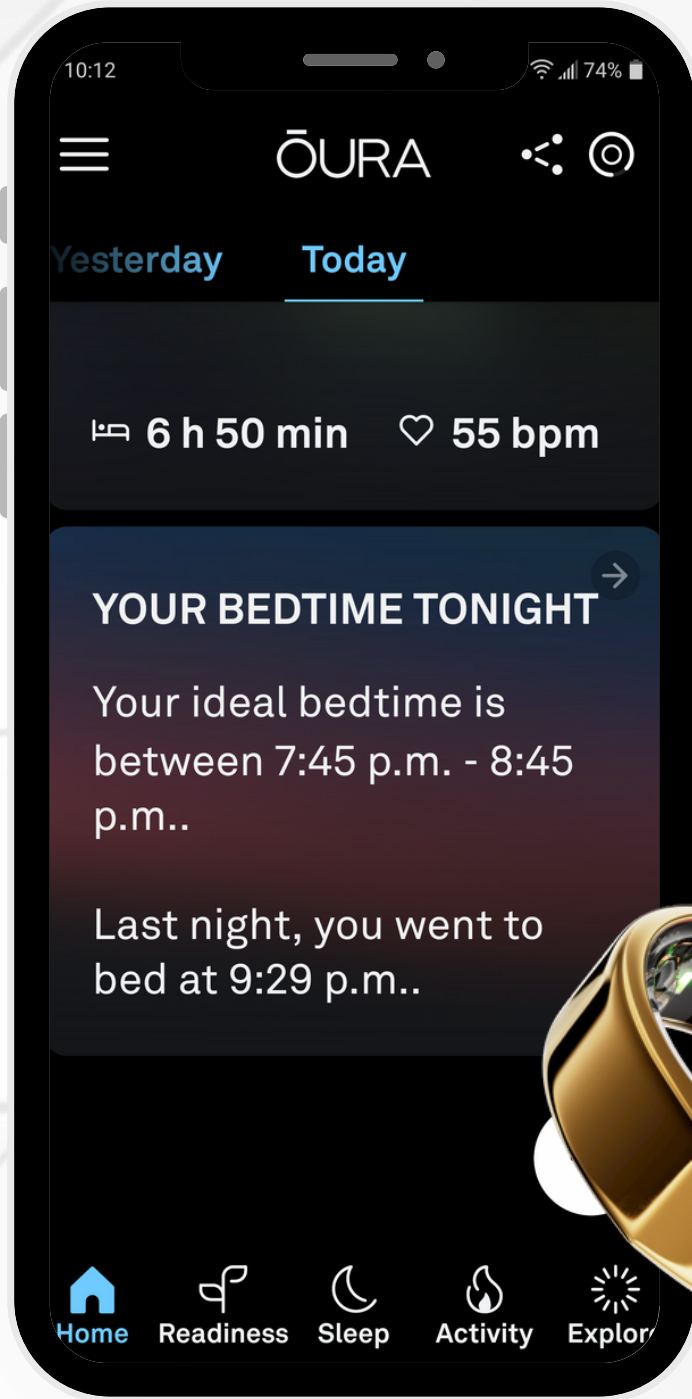 10:12
74%
ŌURA
Yesterday
Today
6 h 50 min
55 bpm
YOUR BEDTIME TONIGHT
Your ideal bedtime is
between 7:45 p.m. - 8:45
p.m..
Last night, you went to
bed at 9:29 p.m..
Home
Readiness
Sleep
Activity
Explor